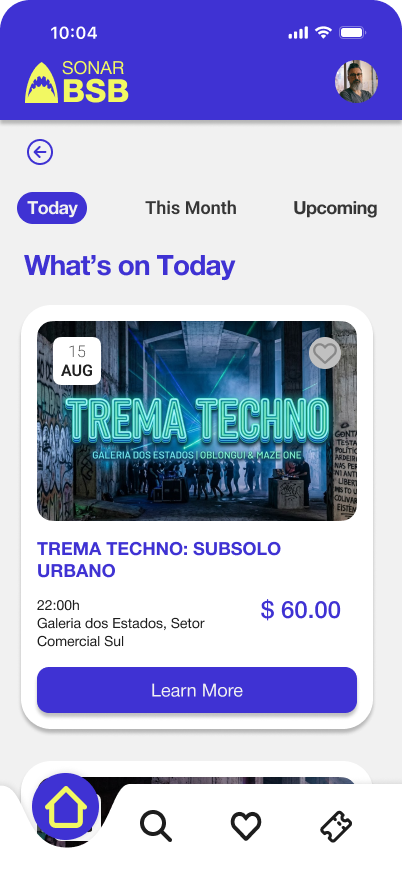 10:04
SONAR
BSB
Today
This Month
Upcoming
What's on Today
15
AUG
TREMA TECHNO
GALERIA DOS ESTADOS | OBLONGUI & MAZE ONE
TREMA TECHNO: SUBSOLO
URBANO
22:00h
Galeria dos Estados, Setor
Comercial Sul
$ 60.00
Learn More